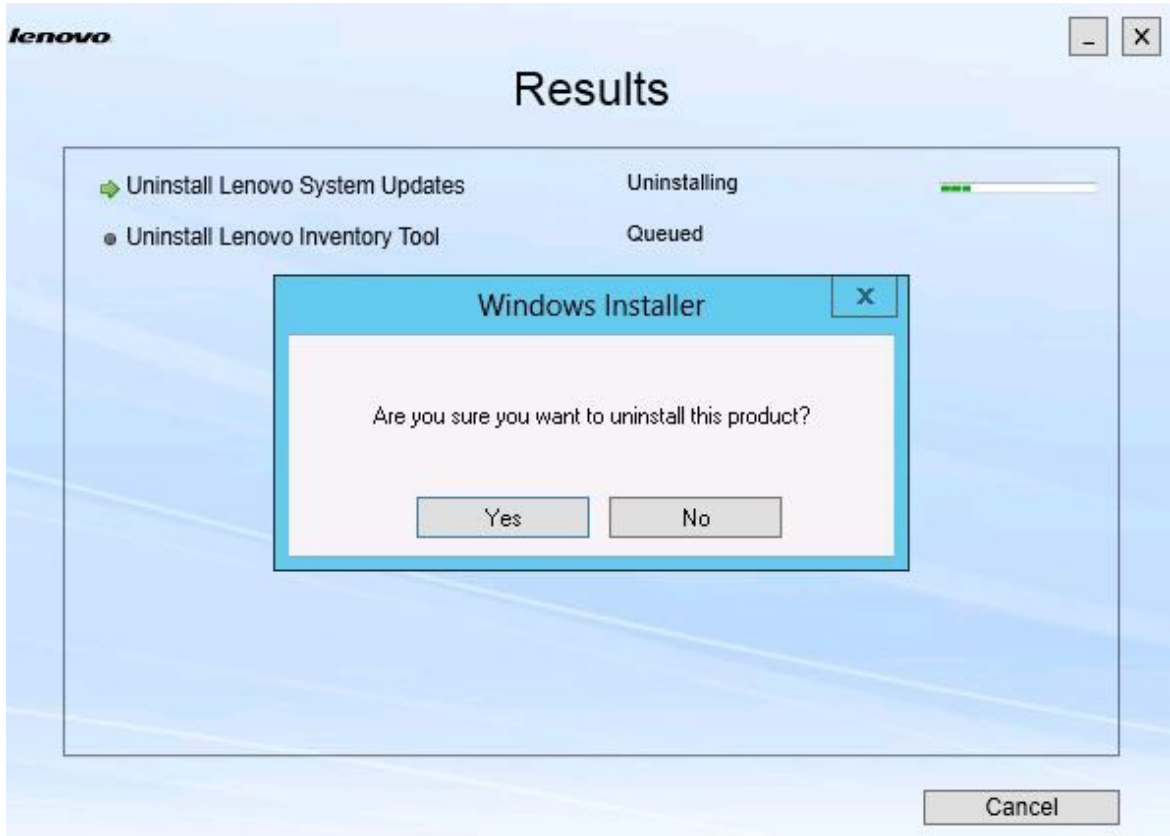 lenovo
Results
Uninstall Lenovo System Updates Uninstalling
Uninstall Lenovo Inventory Tool Queued
Windows Installer
Are you sure you want to uninstall this product?
Yes No
Cancel